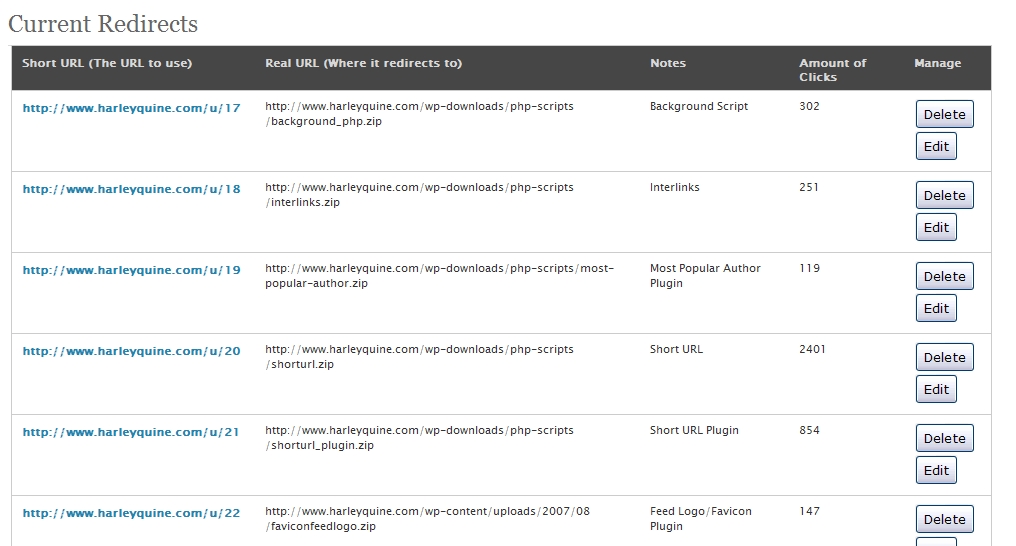 Current Redirects
Short URL (The URL to use) Real URL (Where it redirects to) Notes Amount of Clicks Manage
http://www.harleyquine.com/u/17 http://www.harleyquine.com/wp-downloads/php-scripts Background Script 302 Delete
/background_php.zip
Edit
http://www.harleyquine.com/u/18 http://www.harleyquine.com/wp-downloads/php-scripts Interlinks 251 Delete
/interlinks.zip
Edit
http://www.harleyquine.com/u/19 http://www.harleyquine.com/wp-downloads/php-scripts/most- Most Popular Author 119 Delete
popular-author.zip Plugin
Edit
http://www.harleyquine.com/u/20 http://www.harleyquine.com/wp-downloads/php-scripts Short URL 2401 Delete
/shorturl.zip
Edit
http://www.harleyquine.com/u/21 http://www.harleyquine.com/wp-downloads/php-scripts Short URL Plugin 854 Delete
/shorturl_plugin.zip
Edit
http://www.harleyquine.com/u/22 http://www.harleyquine.com/wp-content/uploads/2007/08 Feed Logo/Favicon 147 Delete
/faviconfeedlogo.zip Plugin